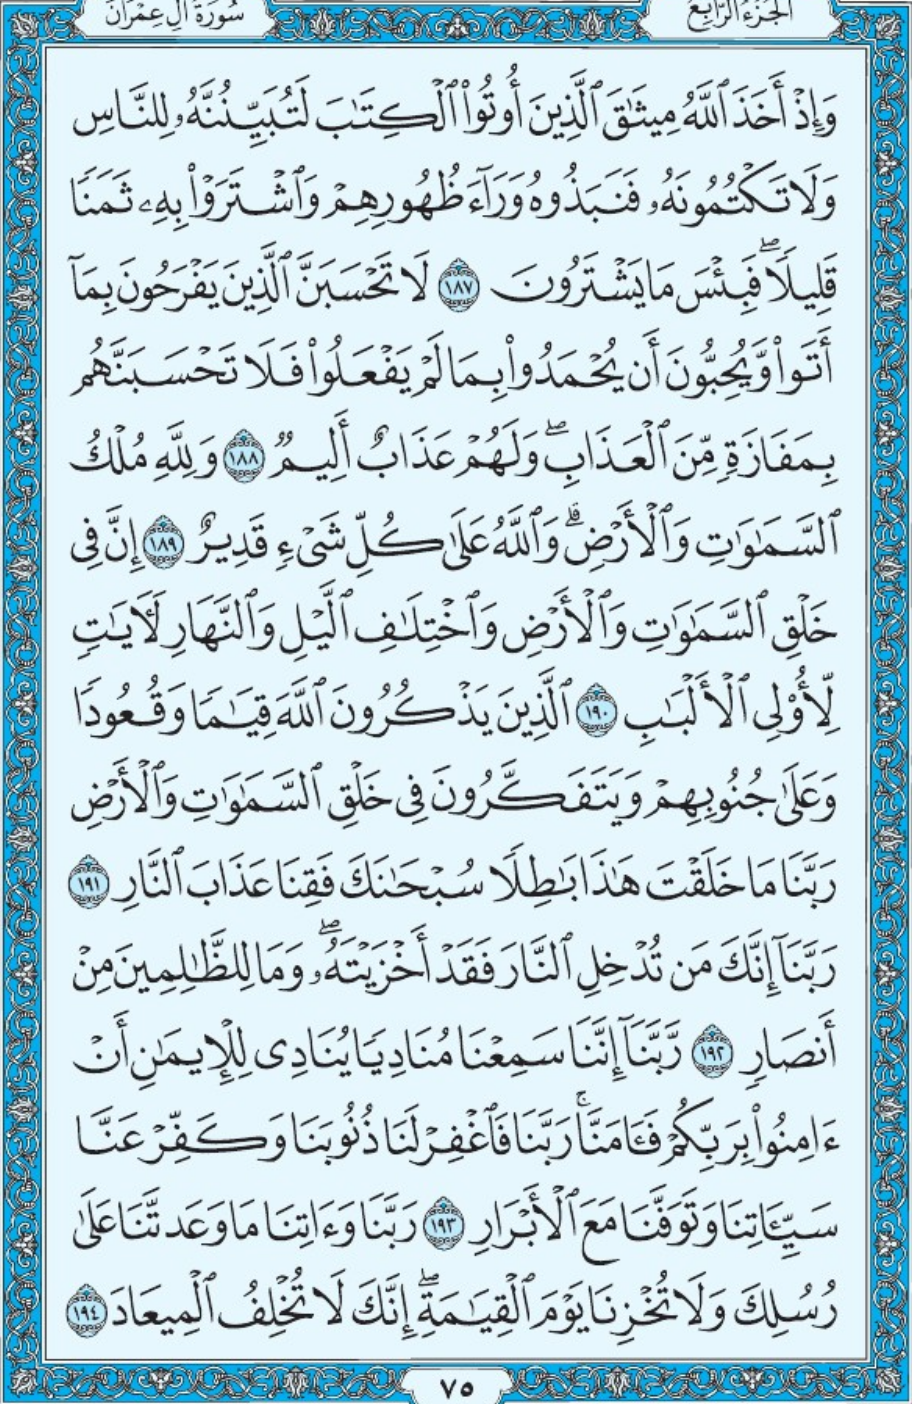 سُورَةُ آلِ عِمْرَانَ
الجُزْءُ الرَّابِعُ
وَإِذْ أَخَذَ ٱللَّهُ مِيثَٰقَ ٱلَّذِينَ أُوتُوا۟ ٱلْكِتَٰبَ لَتُبَيِّنُنَّهُۥ لِلنَّاسِ
وَلَا تَكْتُمُونَهُۥ فَنَبَذُوهُ وَرَآءَ ظُهُورِهِمْ وَٱشْتَرَوْا۟ بِهِۦ ثَمَنًا
قَلِيلًا ۖ فَبِئْسَ مَا يَشْتَرُونَ ١٨٧ لَا تَحْسَبَنَّ ٱلَّذِينَ يَفْرَحُونَ بِمَآ
أَتَوا۟ وَّيُحِبُّونَ أَن يُحْمَدُوا۟ بِمَا لَمْ يَفْعَلُوا۟ فَلَا تَحْسَبَنَّهُم
بِمَفَازَةٍ مِّنَ ٱلْعَذَابِ ۖ وَلَهُمْ عَذَابٌ أَلِيمٌ ١٨٨ وَلِلَّهِ مُلْكُ
ٱلسَّمَٰوَٰتِ وَٱلْأَرْضِ ۗ وَٱللَّهُ عَلَىٰ كُلِّ شَىْءٍ قَدِيرٌ ١٨٩ إِنَّ فِى
خَلْقِ ٱلسَّمَٰوَٰتِ وَٱلْأَرْضِ وَٱخْتِلَٰفِ ٱلَّيْلِ وَٱلنَّهَارِ لَءَايَٰتٍ
لِّأُو۟لِى ٱلْأَلْبَٰبِ ١٩٠ ٱلَّذِينَ يَذْكُرُونَ ٱللَّهَ قِيَٰمًا وَقُعُودًا
وَعَلَىٰ جُنُوبِهِمْ وَيَتَفَكَّرُونَ فِى خَلْقِ ٱلسَّمَٰوَٰتِ وَٱلْأَرْضِ
رَبَّنَا مَا خَلَقْتَ هَٰذَا بَٰطِلًا سُبْحَٰنَكَ فَقِنَا عَذَابَ ٱلنَّارِ ١٩١
رَبَّنَآ إِنَّكَ مَن تُدْخِلِ ٱلنَّارَ فَقَدْ أَخْزَيْتَهُۥ ۖ وَمَا لِلظَّٰلِمِينَ مِنْ
أَنصَارٍ ١٩٢ رَّبَّنَآ إِنَّنَا سَمِعْنَا مُنَادِيًا يُنَادِى لِلْإِيمَٰنِ أَنْ
ءَامِنُوا۟ بِرَبِّكُمْ فَـَٔامَنَّا ۚ رَبَّنَا فَٱغْفِرْ لَنَا ذُنُوبَنَا وَكَفِّرْ عَنَّا
سَيِّـَٔاتِنَا وَتَوَفَّنَا مَعَ ٱلْأَبْرَارِ ١٩٣ رَبَّنَا وَءَاتِنَا مَا وَعَدتَّنَا عَلَىٰ
رُسُلِكَ وَلَا تُخْزِنَا يَوْمَ ٱلْقِيَٰمَةِ ۖ إِنَّكَ لَا تُخْلِفُ ٱلْمِيعَادَ ١٩٤
٧٥